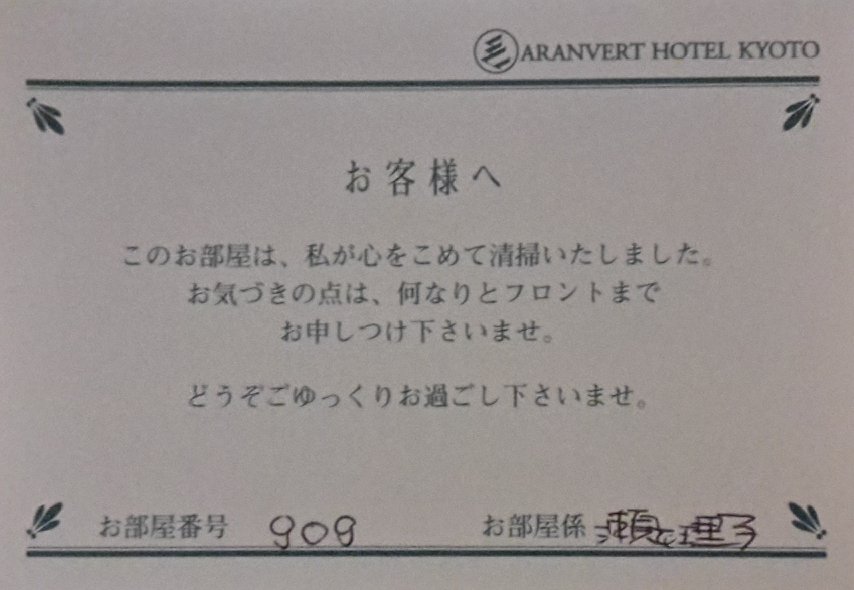 ARANVERT HOTEL KYOTO
お客様へ
このお部屋は、私が心をこめて清掃いたしました。
お気づきの点は、何なりとフロントまで
お申しつけ下さいませ。
どうぞごゆっくりお過ごし下さいませ。
お部屋番号 909 お部屋係